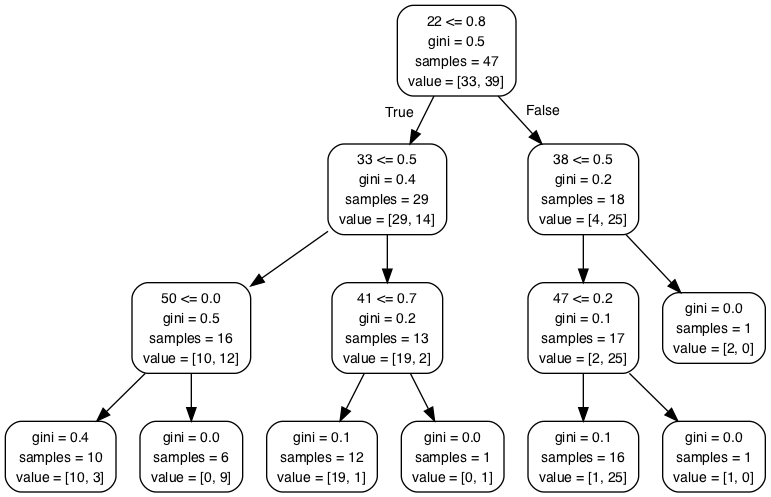 22 <= 0.8
gini = 0.5
samples = 47
value = [33, 39]
True
False
33 <= 0.5
gini = 0.4
samples = 29
value = [29, 14]
38 <= 0.5
gini = 0.2
samples = 18
value = [4, 25]
50 <= 0.0
gini = 0.5
samples = 16
value = [10, 12]
41 <= 0.7
gini = 0.2
samples = 13
value = [19, 2]
47 <= 0.2
gini = 0.1
samples = 17
value = [2, 25]
gini = 0.0
samples = 1
value = [2, 0]
gini = 0.4
samples = 10
value = [10, 3]
gini = 0.0
samples = 6
value = [0, 9]
gini = 0.1
samples = 12
value = [19, 1]
gini = 0.0
samples = 1
value = [0, 1]
gini = 0.1
samples = 16
value = [1, 25]
gini = 0.0
samples = 1
value = [1, 0]